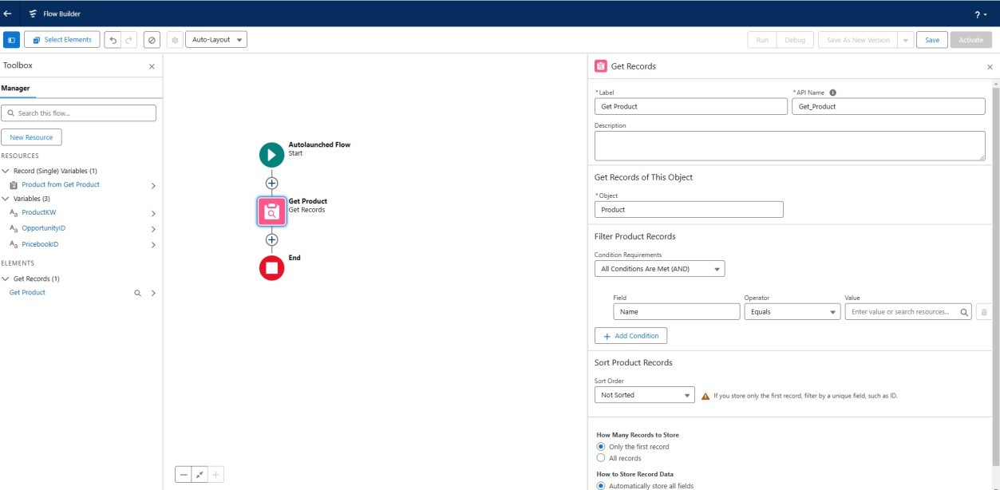 Flow Builder
?
Select Elements
Auto-Layout
Run
Debug
Save As New Version
Save
Activate
Toolbox
Manager
Search this flow...
New Resource
RESOURCES
Record (Single) Variables (1)
Product from Get Product
Variables (3)
Aa ProductKW
Aa OpportunityID
Aa PricebookID
ELEMENTS
Get Records (1)
Get Product
Autolaunched Flow
Start
Get Product
Get Records
End
Get Records
*Label
*API Name
Get Product
Get_Product
Description
Get Records of This Object
*Object
Product
Filter Product Records
Condition Requirements
All Conditions Are Met (AND)
Field
Operator
Value
Name
Equals
Enter value or search resources...
Add Condition
Sort Product Records
Sort Order
Not Sorted
If you store only the first record, filter by a unique field, such as ID.
How Many Records to Store
Only the first record
All records
How to Store Record Data
Automatically store all fields